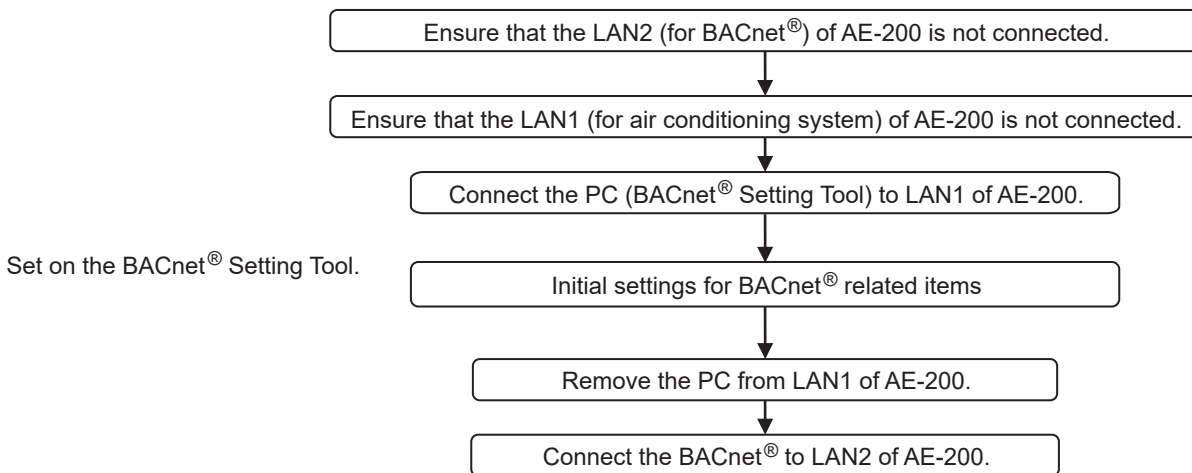 Ensure that the LAN2 (for BACnet®) of AE-200 is not connected.
Ensure that the LAN1 (for air conditioning system) of AE-200 is not connected.
Connect the PC (BACnet® Setting Tool) to LAN1 of AE-200.
Set on the BACnet® Setting Tool.
Initial settings for BACnet® related items
Remove the PC from LAN1 of AE-200.
Connect the BACnet® to LAN2 of AE-200.